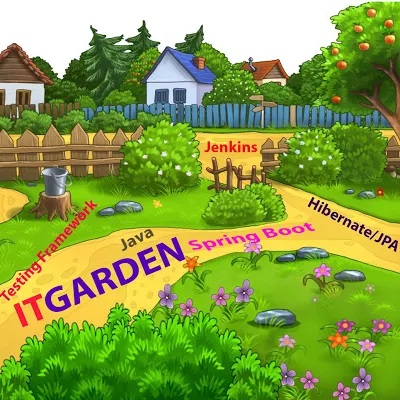 Jenkins
Testing Framework
Java
Hibernate/JPA
Spring Boot
ITGARDEN